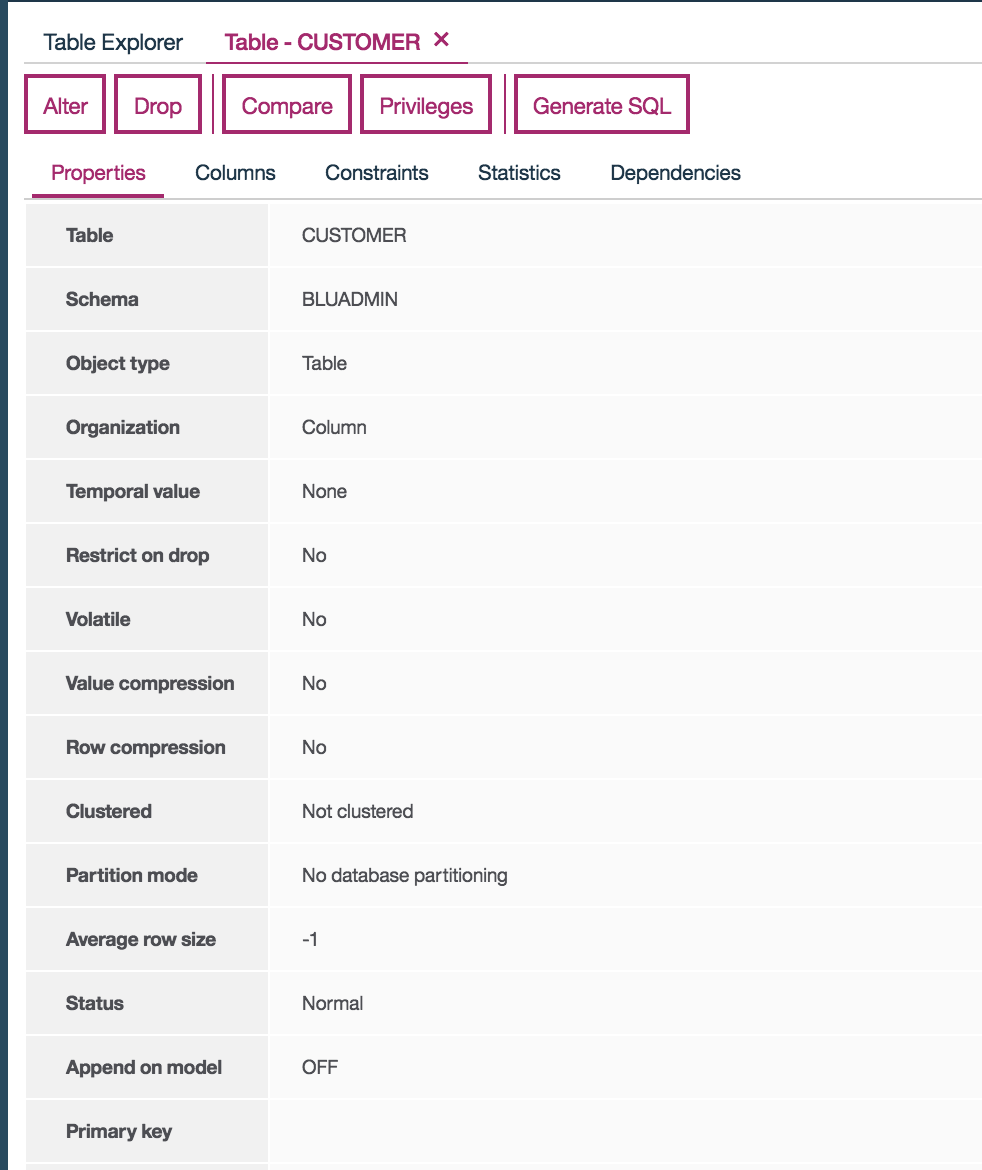 Table Explorer Table - CUSTOMER ✕
Alter Drop Compare Privileges Generate SQL
Properties Columns Constraints Statistics Dependencies
Table CUSTOMER
Schema BLUADMIN
Object type Table
Organization Column
Temporal value None
Restrict on drop No
Volatile No
Value compression No
Row compression No
Clustered Not clustered
Partition mode No database partitioning
Average row size -1
Status Normal
Append on model OFF
Primary key